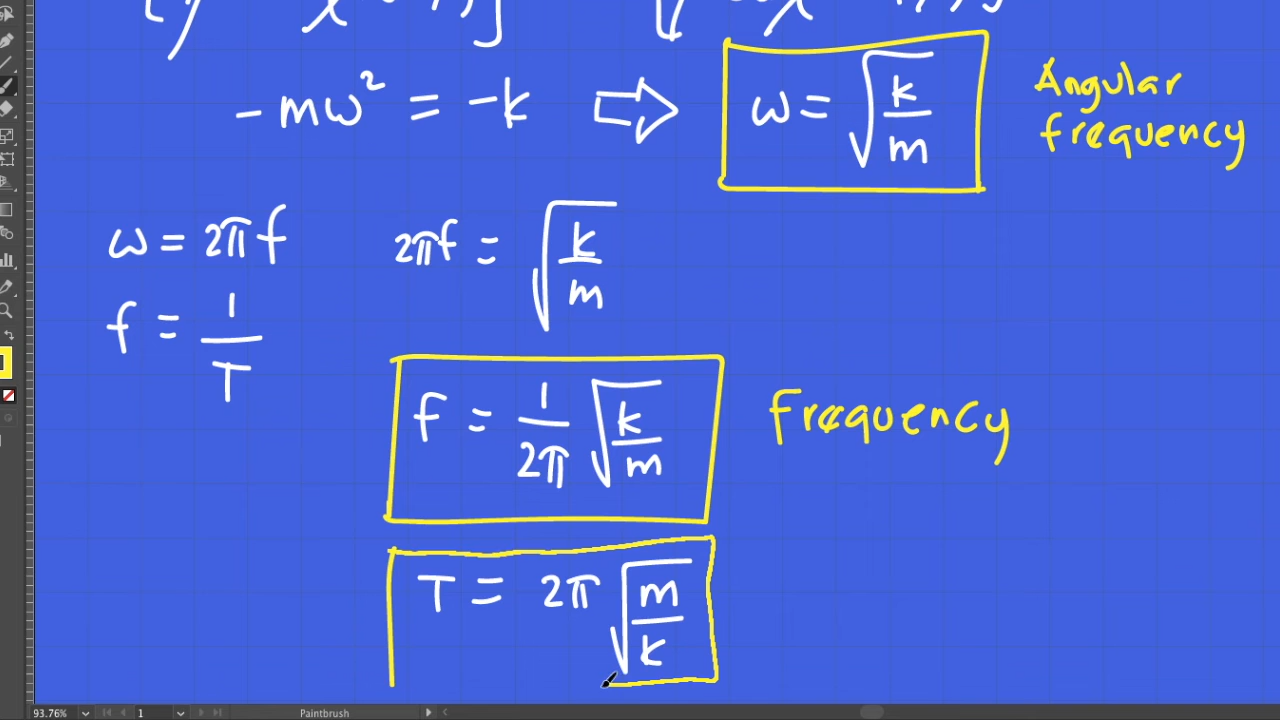 -mω² = -k ⇨ ω = √(k/m) Angular frequency
ω = 2πf 2πf = √(k/m)
f = 1/T
f = 1/2π √(k/m) frequency
T = 2π √(m/k)
93.76% 1 Paintbrush